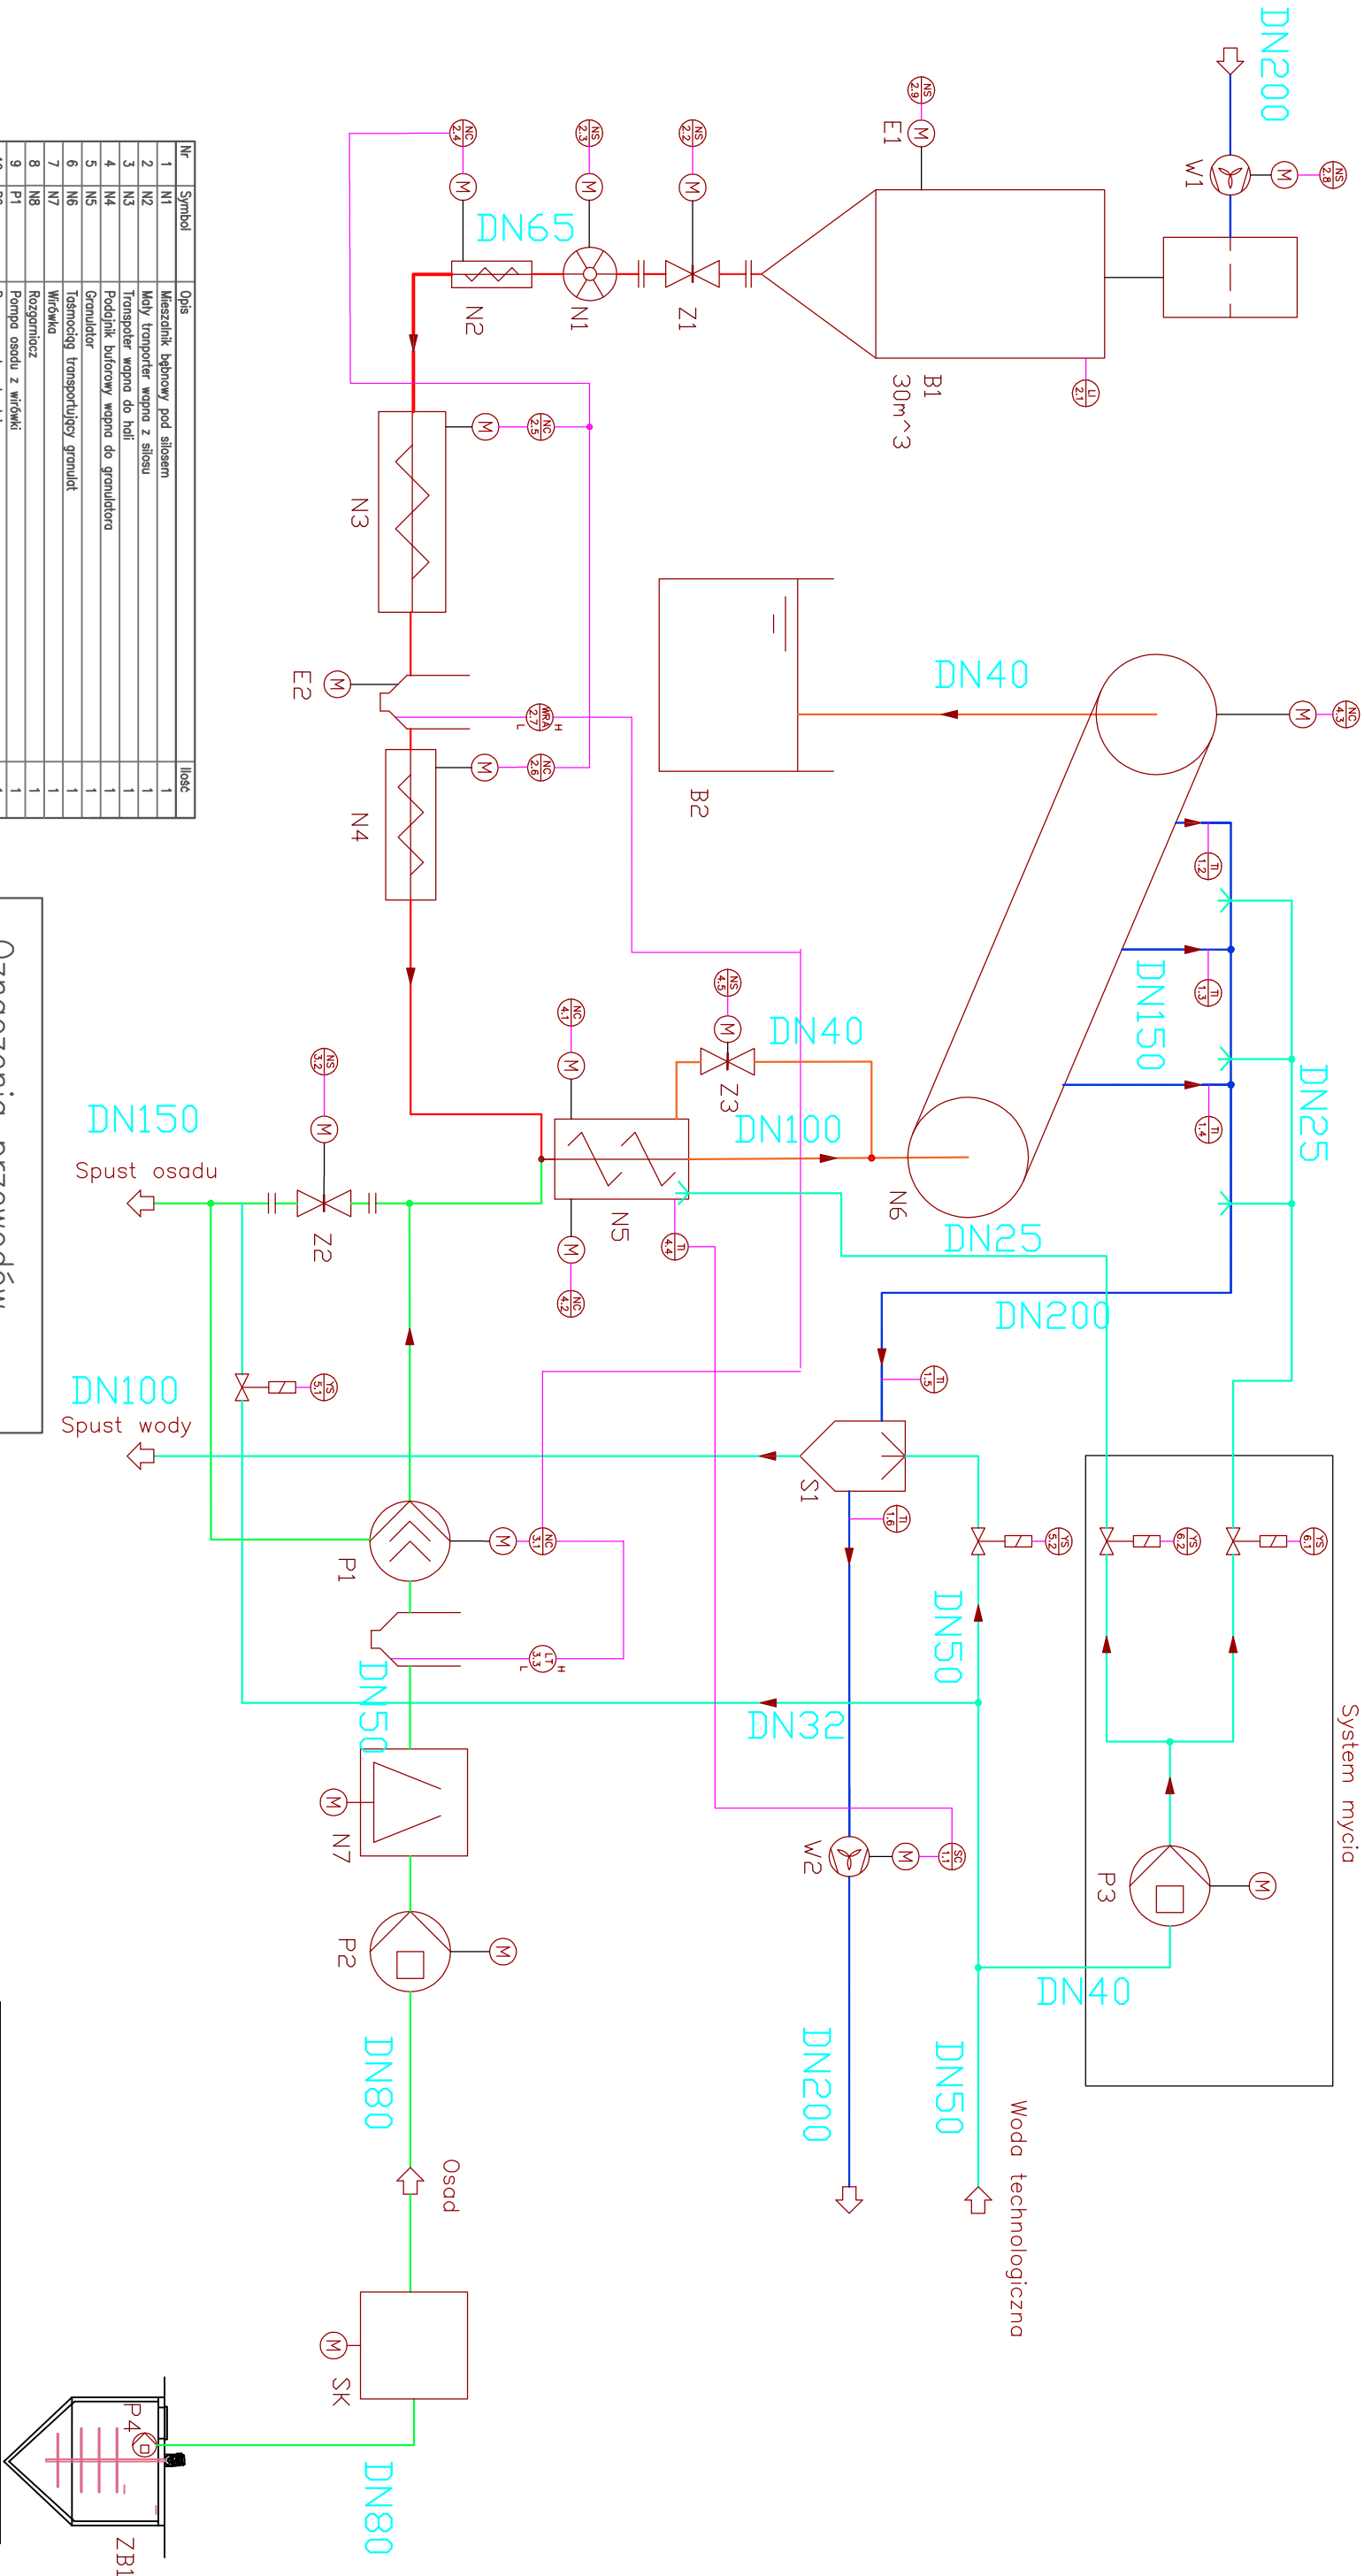 DN200
W1
M
NS
2.8
NS
2.9
M
E1
B1
30m^3
LI
2.1
NS
2.2
M
Z1
NS
2.3
M
N1
NC
2.4
M
DN65
N2
N3
M
NC
2.5
E2
M
WRA
2.7
H
L
N4
M
NC
2.6
B2
DN40
M
NC
4.3
TI
1.2
TI
1.3
TI
1.4
DN150
DN25
N6
DN40
Z3
NS
4.5
M
DN100
NC
4.1
M
N5
M
NC
4.2
TI
4.4
DN25
DN200
TI
1.5
S1
TI
1.6
NS
3.2
M
Z2
DN150
Spust osadu
YS
5.1
DN100
Spust wody
P1
M
NC
3.1
LT
3.3
H
L
DN50
DN32
DN50
YS
5.2
YS
6.2
YS
6.1
System mycia
P3
M
DN40
W2
M
SC
1.1
N7
M
P2
M
DN80
DN200
DN50
Woda technologiczna
Osad
SK
M
DN80
P4
ZB1
Nr Symbol Opis Ilość
1 N1 Mieszalnik bębnowy pod silosem 1
2 N2 Mały tranporter wapna z silosu 1
3 N3 Transpoter wapna do hali 1
4 N4 Podajnik buforowy wapna do granulatora 1
5 N5 Granulator 1
6 N6 Taśmociąg transportujący granulat 1
7 N7 Wirówka 1
8 N8 Rozgarniacz 1
9 P1 Pompa osadu z wirówki 1
Oznaczenia przewodów